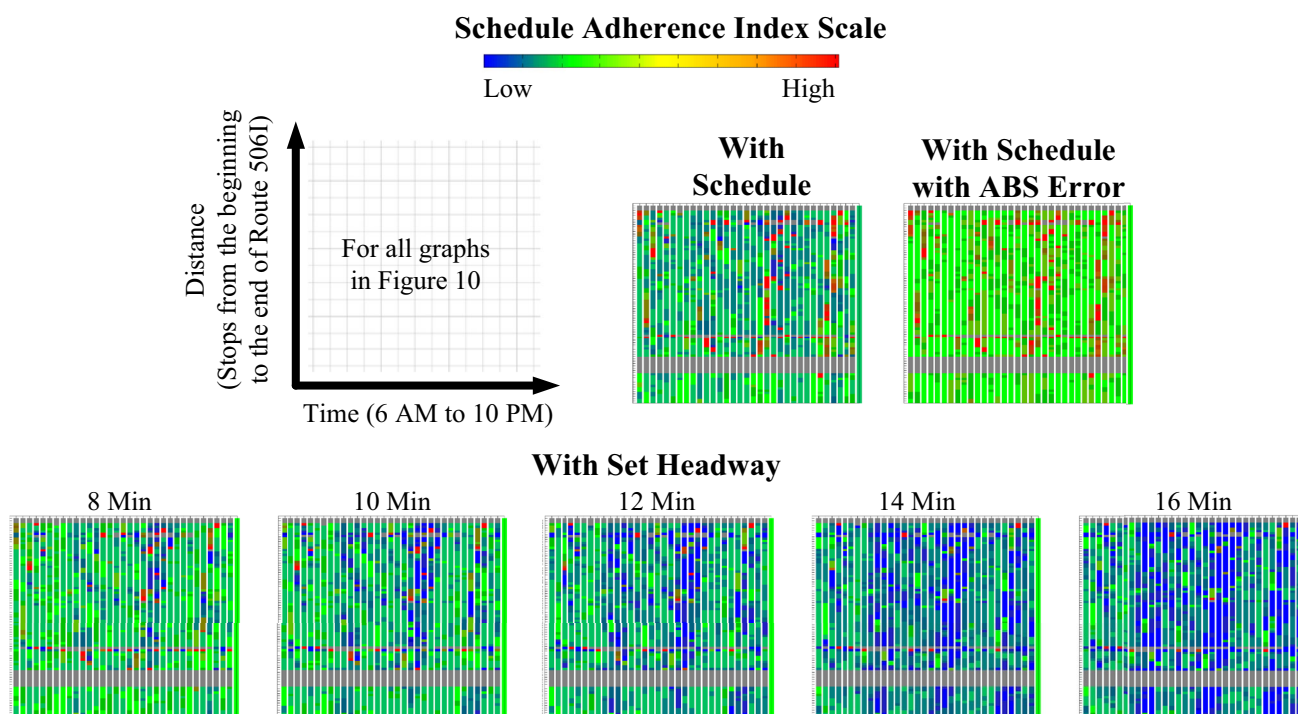 Schedule Adherence Index Scale
Low High
Distance
(Stops from the beginning
to the end of Route 506I)
For all graphs
in Figure 10
Time (6 AM to 10 PM)
With
Schedule
With Schedule
with ABS Error
With Set Headway
8 Min 10 Min 12 Min 14 Min 16 Min